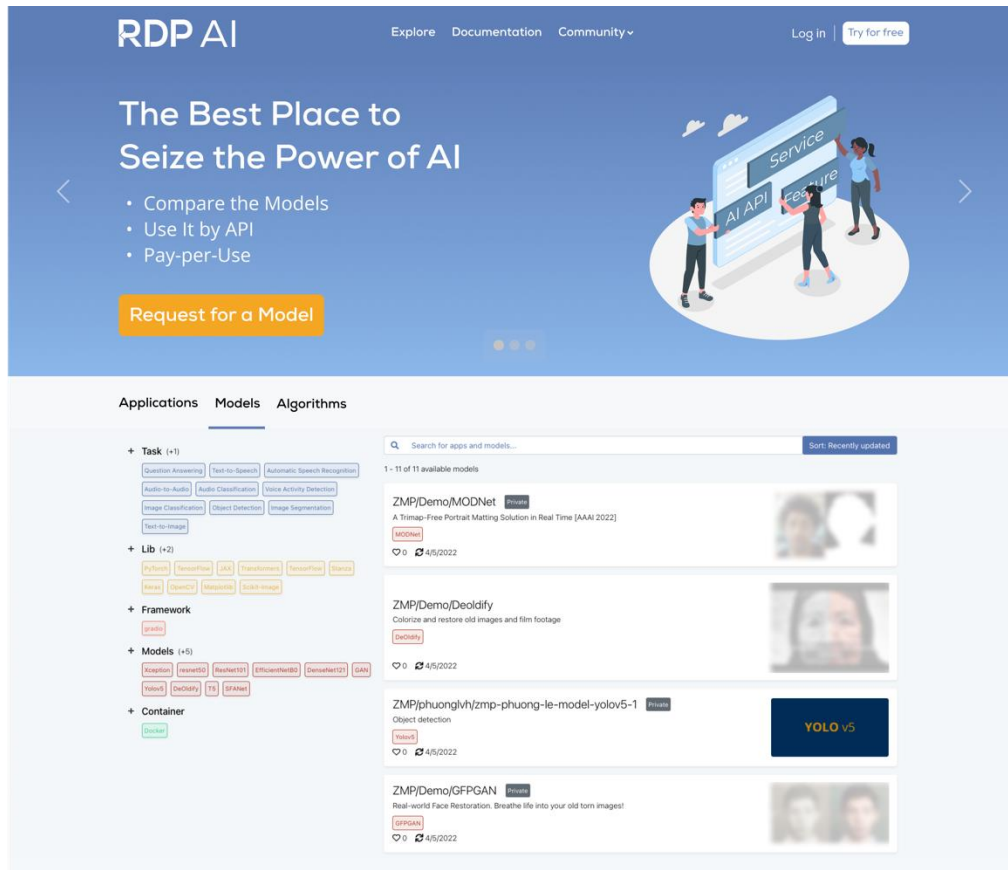 RDP AI
Explore Documentation Community
Log in | Try for free
The Best Place to
Seize the Power of AI
• Compare the Models
• Use It by API
• Pay-per-Use
Request for a Model
Service
AI API
Feature
Applications Models Algorithms
+ Task (+1)
Question Answering Text-to-Speech Automatic Speech Recognition
Audio-to-Audio Audio Classification Voice Activity Detection
Image Classification Object Detection Image Segmentation
Text-to-Image
+ Lib (+2)
PyTorch TensorFlow JAX Transformers TensorFlow Stanza
Keras OpenCV Matplotlib Scikit-image
+ Framework
gradio
+ Models (+5)
Xception resnet50 ResNet101 EfficientNetB0 DenseNet121 GAN
Yolov5 DeOldify T5 SFANet
+ Container
Docker
Search for apps and models...
Sort: Recently updated
1 - 11 of 11 available models
ZMP/Demo/MODNet Private
A Trimap-Free Portrait Matting Solution in Real Time [AAAI 2022]
MODNet
0 4/5/2022
ZMP/Demo/Deoldify
Colorize and restore old images and film footage
DeOldify
0 4/5/2022
ZMP/phuonglvh/zmp-phuong-le-model-yolov5-1 Private
Object detection
Yolov5
0 4/5/2022
YOLO v5
ZMP/Demo/GFPGAN Private
Real-world Face Restoration. Breathe life into your old torn images!
GFPGAN
0 4/5/2022